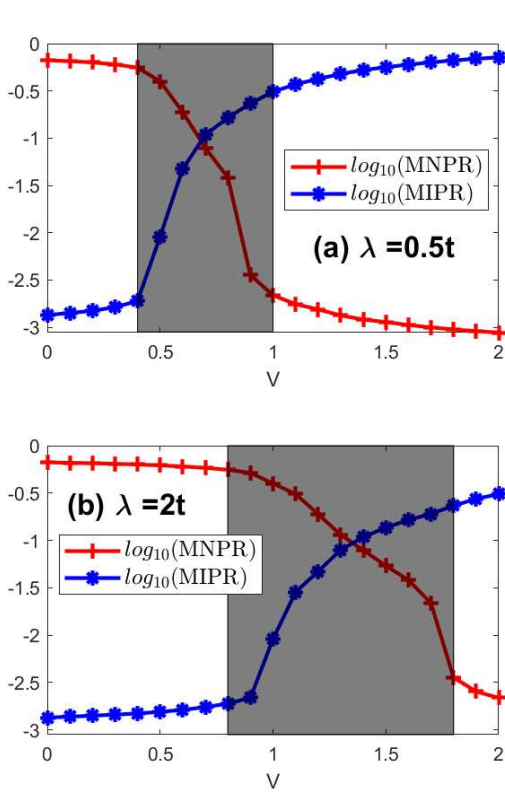 0
-0.5
-1
-1.5
-2
-2.5
-3
log₁₀(MNPR)
log₁₀(MIPR)
(a) λ =0.5t
0 0.5 1 1.5 2
V
0
-0.5
-1
-1.5
-2
-2.5
-3
(b) λ =2t
log₁₀(MNPR)
log₁₀(MIPR)
0 0.5 1 1.5 2
V